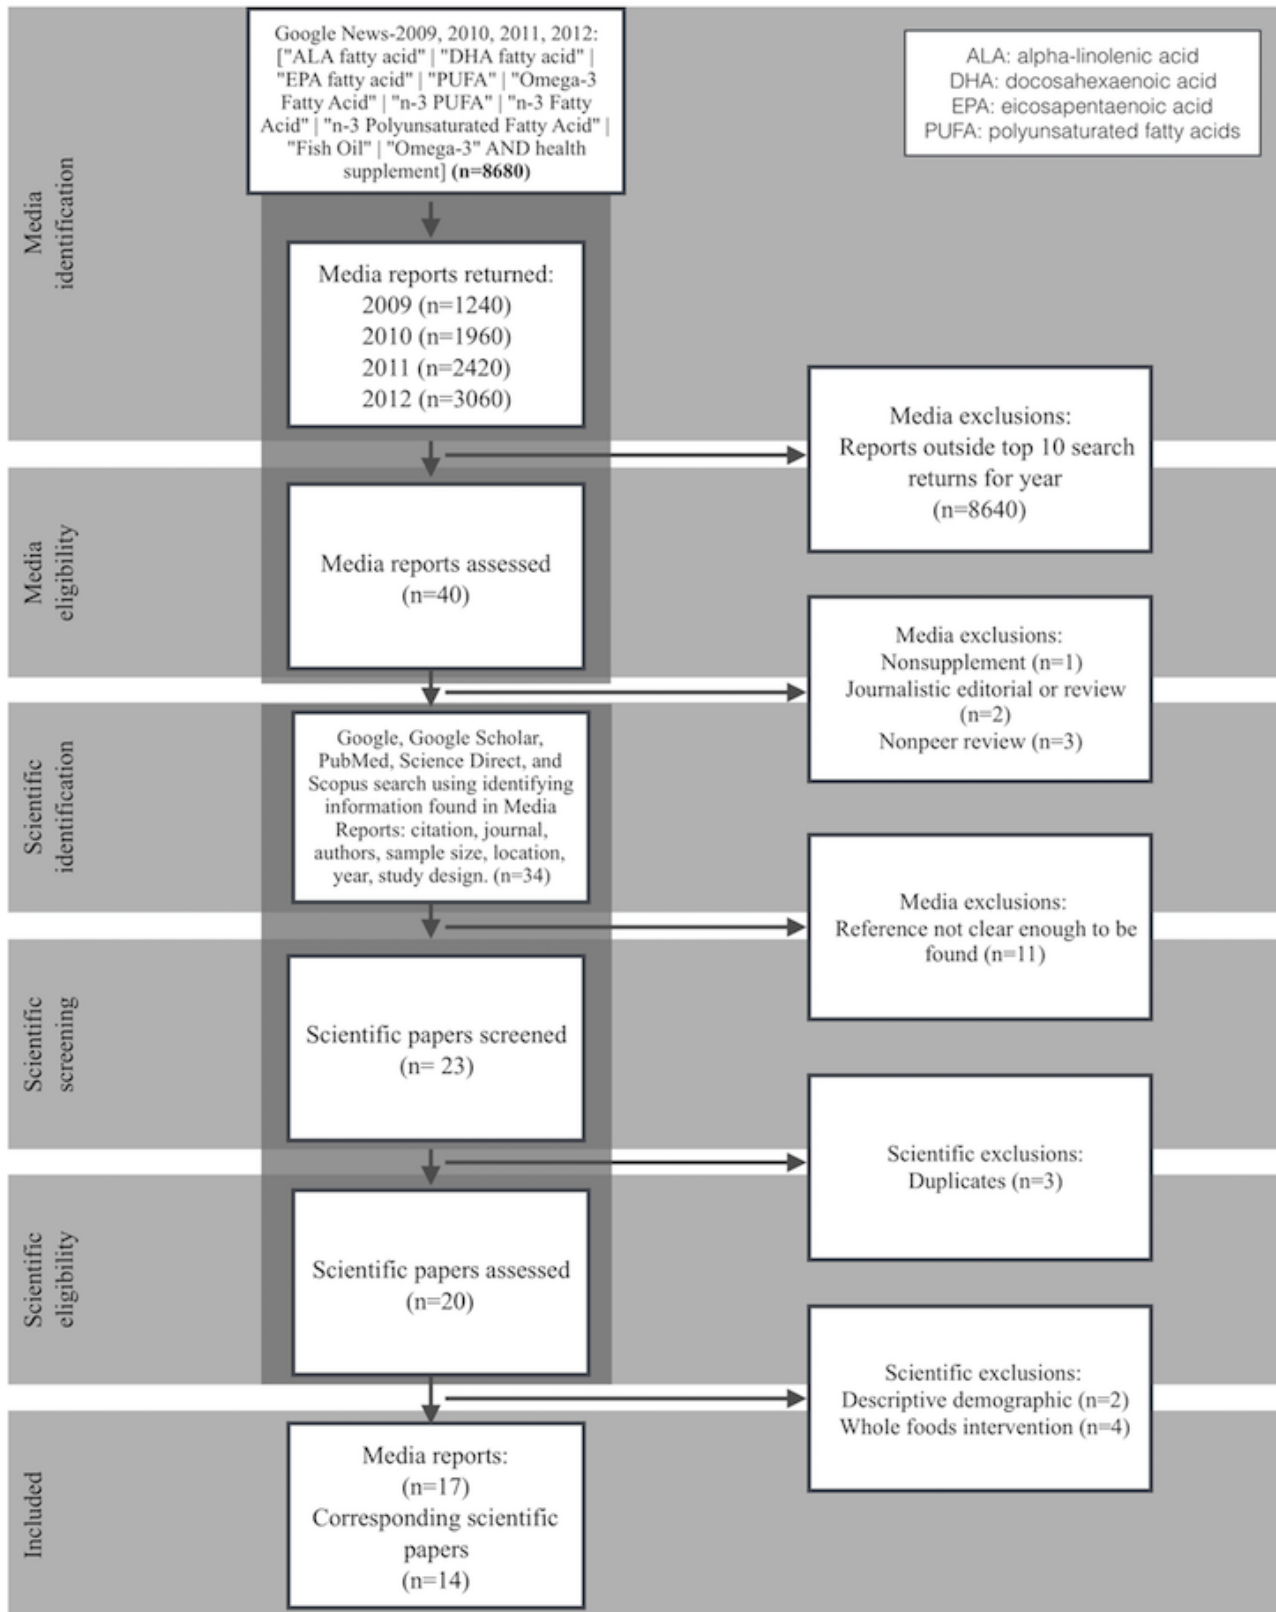 Google News-2009, 2010, 2011, 2012:
["ALA fatty acid" | "DHA fatty acid" |
"EPA fatty acid" | "PUFA" | "Omega-3
Fatty Acid" | "n-3 PUFA" | "n-3 Fatty
Acid" | "n-3 Polyunsaturated Fatty Acid" |
"Fish Oil" | "Omega-3" AND health
supplement] (n=8680)
ALA: alpha-linolenic acid
DHA: docosahexaenoic acid
EPA: eicosapentaenoic acid
PUFA: polyunsaturated fatty acids
Media
identification
Media reports returned:
2009 (n=1240)
2010 (n=1960)
2011 (n=2420)
2012 (n=3060)
Media exclusions:
Reports outside top 10 search
returns for year
(n=8640)
Media
eligibility
Media reports assessed
(n=40)
Media exclusions:
Nonsupplement (n=1)
Journalistic editorial or review
(n=2)
Nonpeer review (n=3)
Scientific
identification
Google, Google Scholar,
PubMed, Science Direct, and
Scopus search using identifying
information found in Media
Reports: citation, journal,
authors, sample size, location,
year, study design. (n=34)
Media exclusions:
Reference not clear enough to be
found (n=11)
Scientific
screening
Scientific papers screened
(n= 23)
Scientific exclusions:
Duplicates (n=3)
Scientific
eligibility
Scientific papers assessed
(n=20)
Scientific exclusions:
Descriptive demographic (n=2)
Whole foods intervention (n=4)
Included
Media reports:
(n=17)
Corresponding scientific
papers
(n=14)